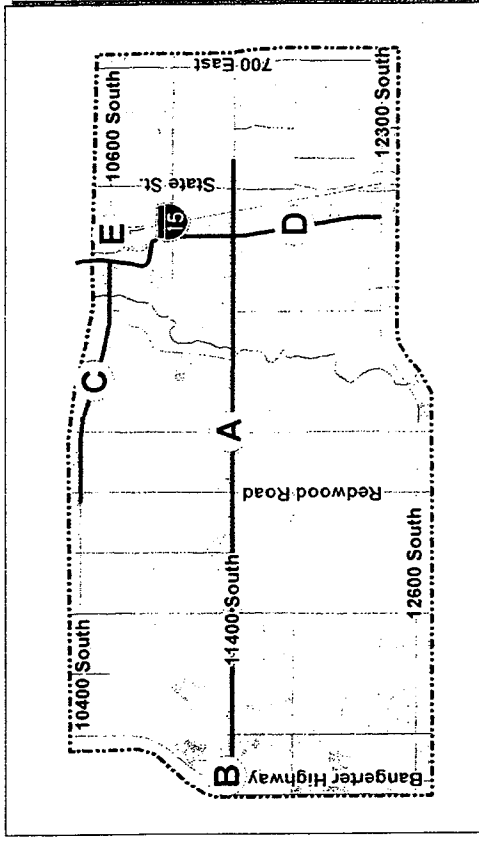 700 East
10600 South
12300 South
State St.
E
15
D
C
A
Redwood Road
11400 South
10400 South
12600 South
B
Bangerter Highway